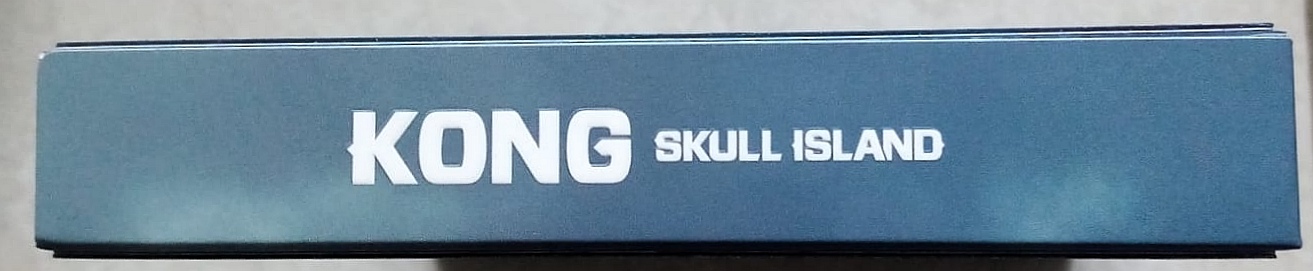 KONG SKULL ISLAND